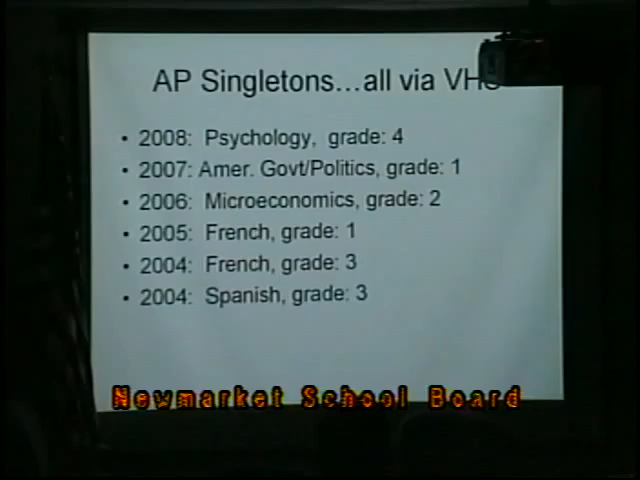 AP Singletons…all via VHS
• 2008: Psychology, grade: 4
• 2007: Amer. Govt/Politics, grade: 1
• 2006: Microeconomics, grade: 2
• 2005: French, grade: 1
• 2004: French, grade: 3
• 2004: Spanish, grade: 3
Newmarket School Board